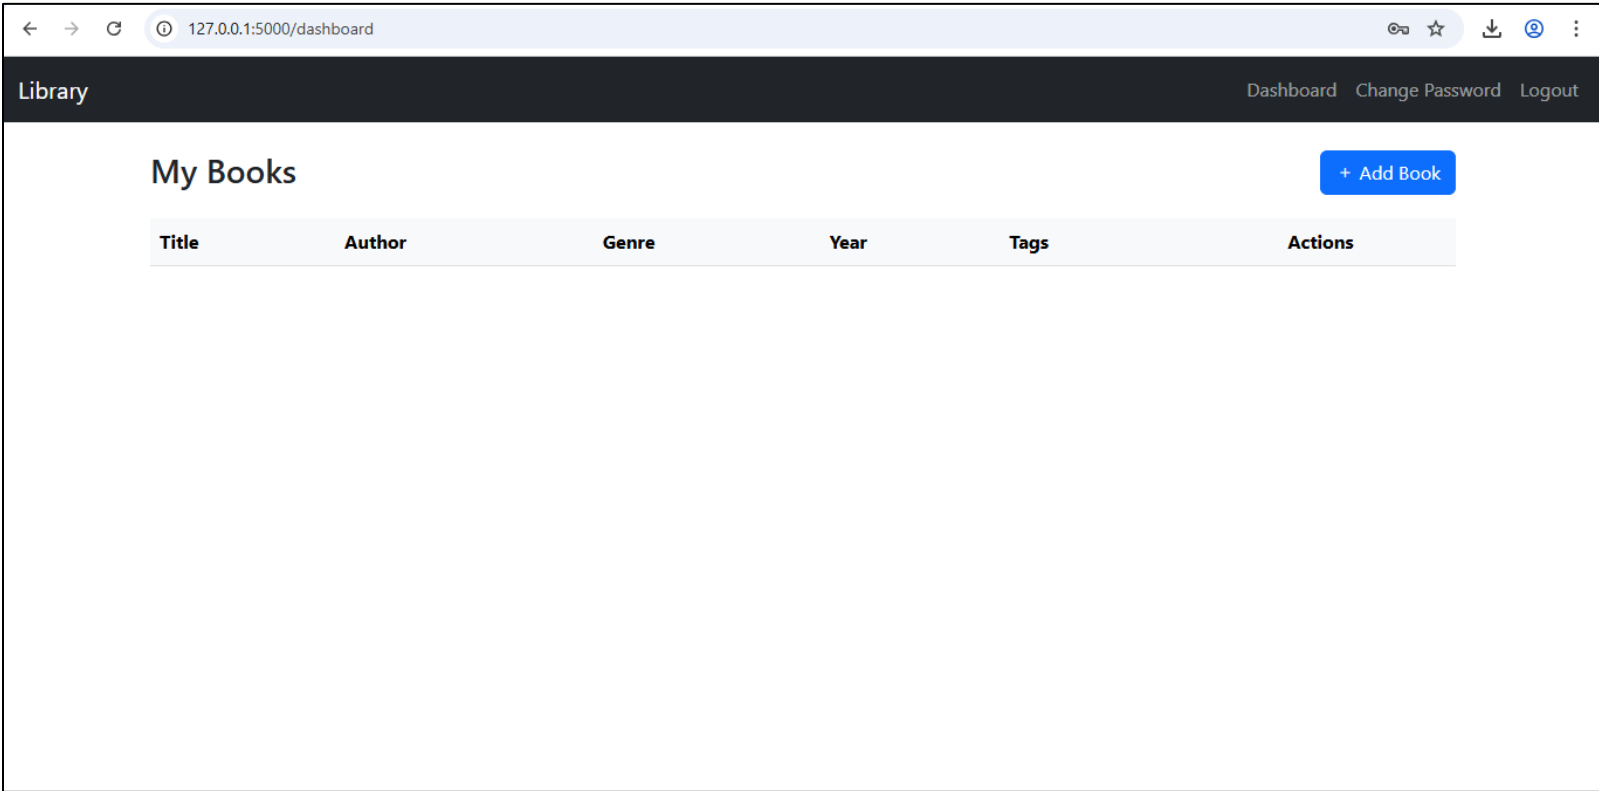 127.0.0.1:5000/dashboard
Library Dashboard Change Password Logout
My Books + Add Book
Title Author Genre Year Tags Actions